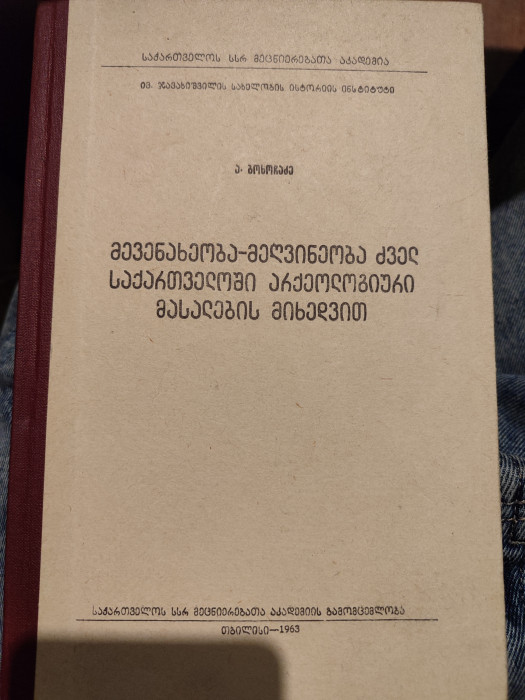 საქართველოს სსრ მეცნიერებათა აკადემია
ივ. ჯავახიშვილის სახელობის ისტორიის ინსტიტუტი
ა. ბოხოჩაძე
მევენახეობა-მეღვინეობა ძველ
საქართველოში არქეოლოგიური
მასალების მიხედვით
საქართველოს სსრ მეცნიერებათა აკადემიის გამომცემლობა
თბილისი—1963